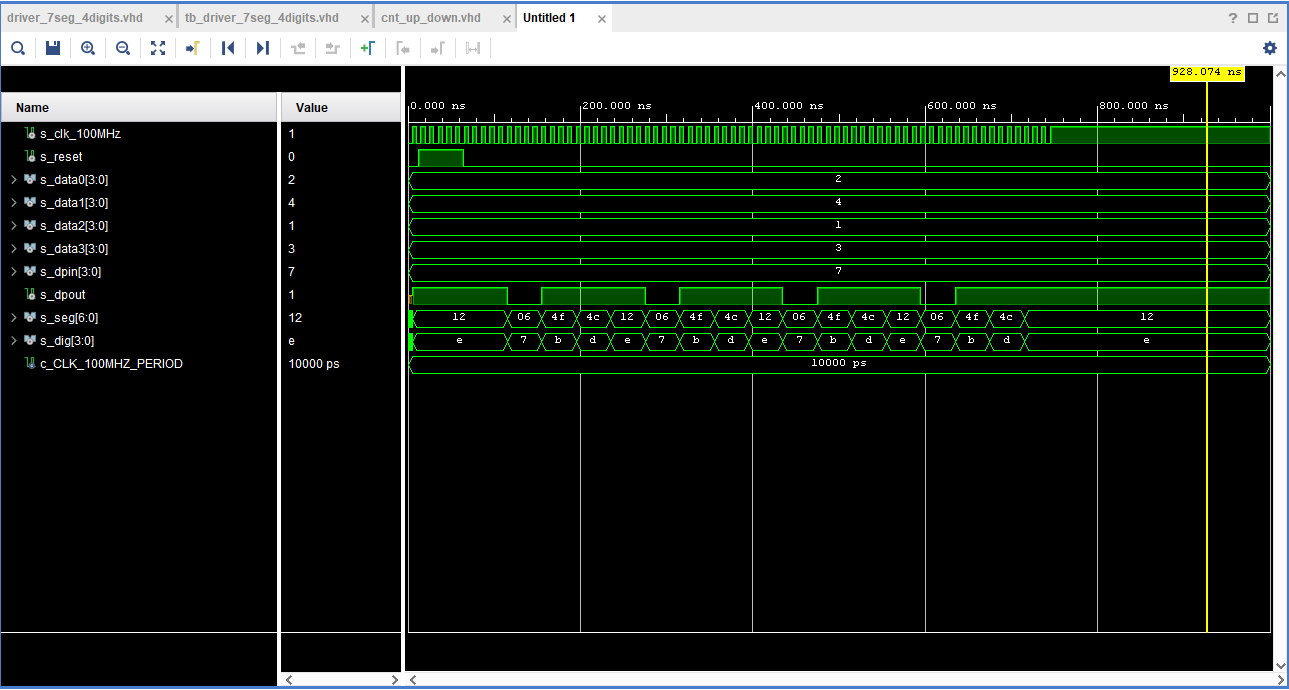 driver_7seg_4digits.vhd × tb_driver_7seg_4digits.vhd × cnt_up_down.vhd × Untitled 1 × ?
928.074 ns
Name Value 0.000 ns 200.000 ns 400.000 ns 600.000 ns 800.000 ns
s_clk_100MHz 1
s_reset 0
s_data0[3:0] 2 2
s_data1[3:0] 4 4
s_data2[3:0] 1 1
s_data3[3:0] 3 3
s_dpin[3:0] 7 7
s_dpout 1
s_seg[6:0] 12 12 06 4f 4c 12 06 4f 4c 12 06 4f 4c 12 06 4f 4c 12
s_dig[3:0] e e 7 b d e 7 b d e 7 b d e 7 b d e
c_CLK_100MHZ_PERIOD 10000 ps 10000 ps